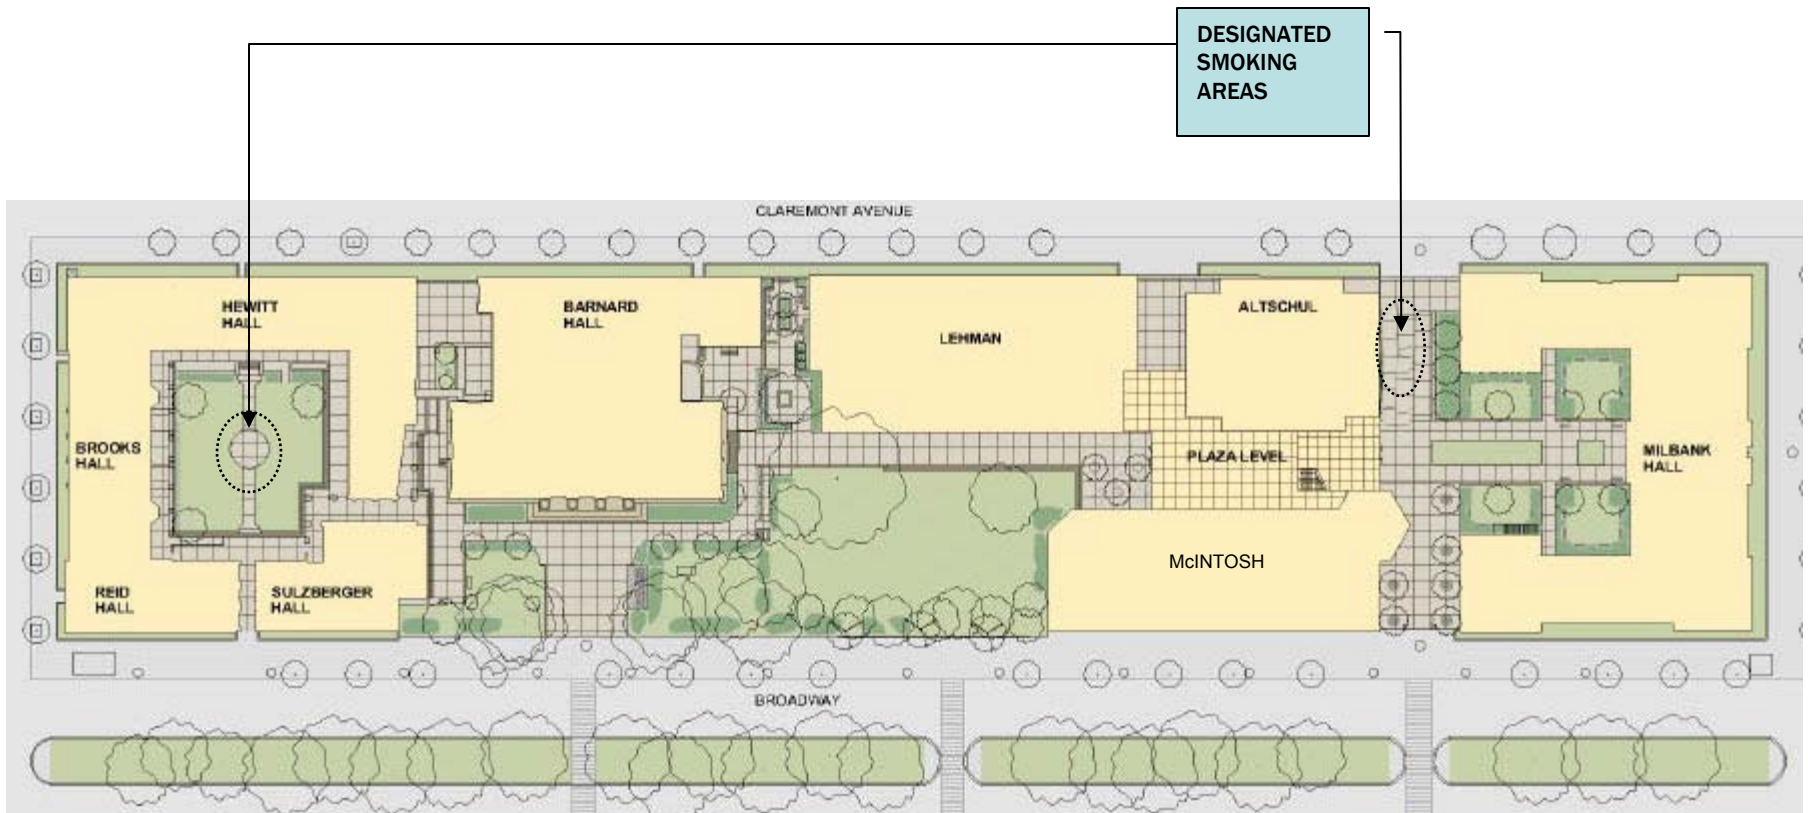 DESIGNATED
SMOKING
AREAS
CLAREMONT AVENUE
HEWITT
HALL
BARNARD
HALL
LEHMAN
ALTSCHUL
BROOKS
HALL
PLAZA LEVEL
MILBANK
HALL
McINTOSH
REID
HALL
SULZBERGER
HALL
BROADWAY